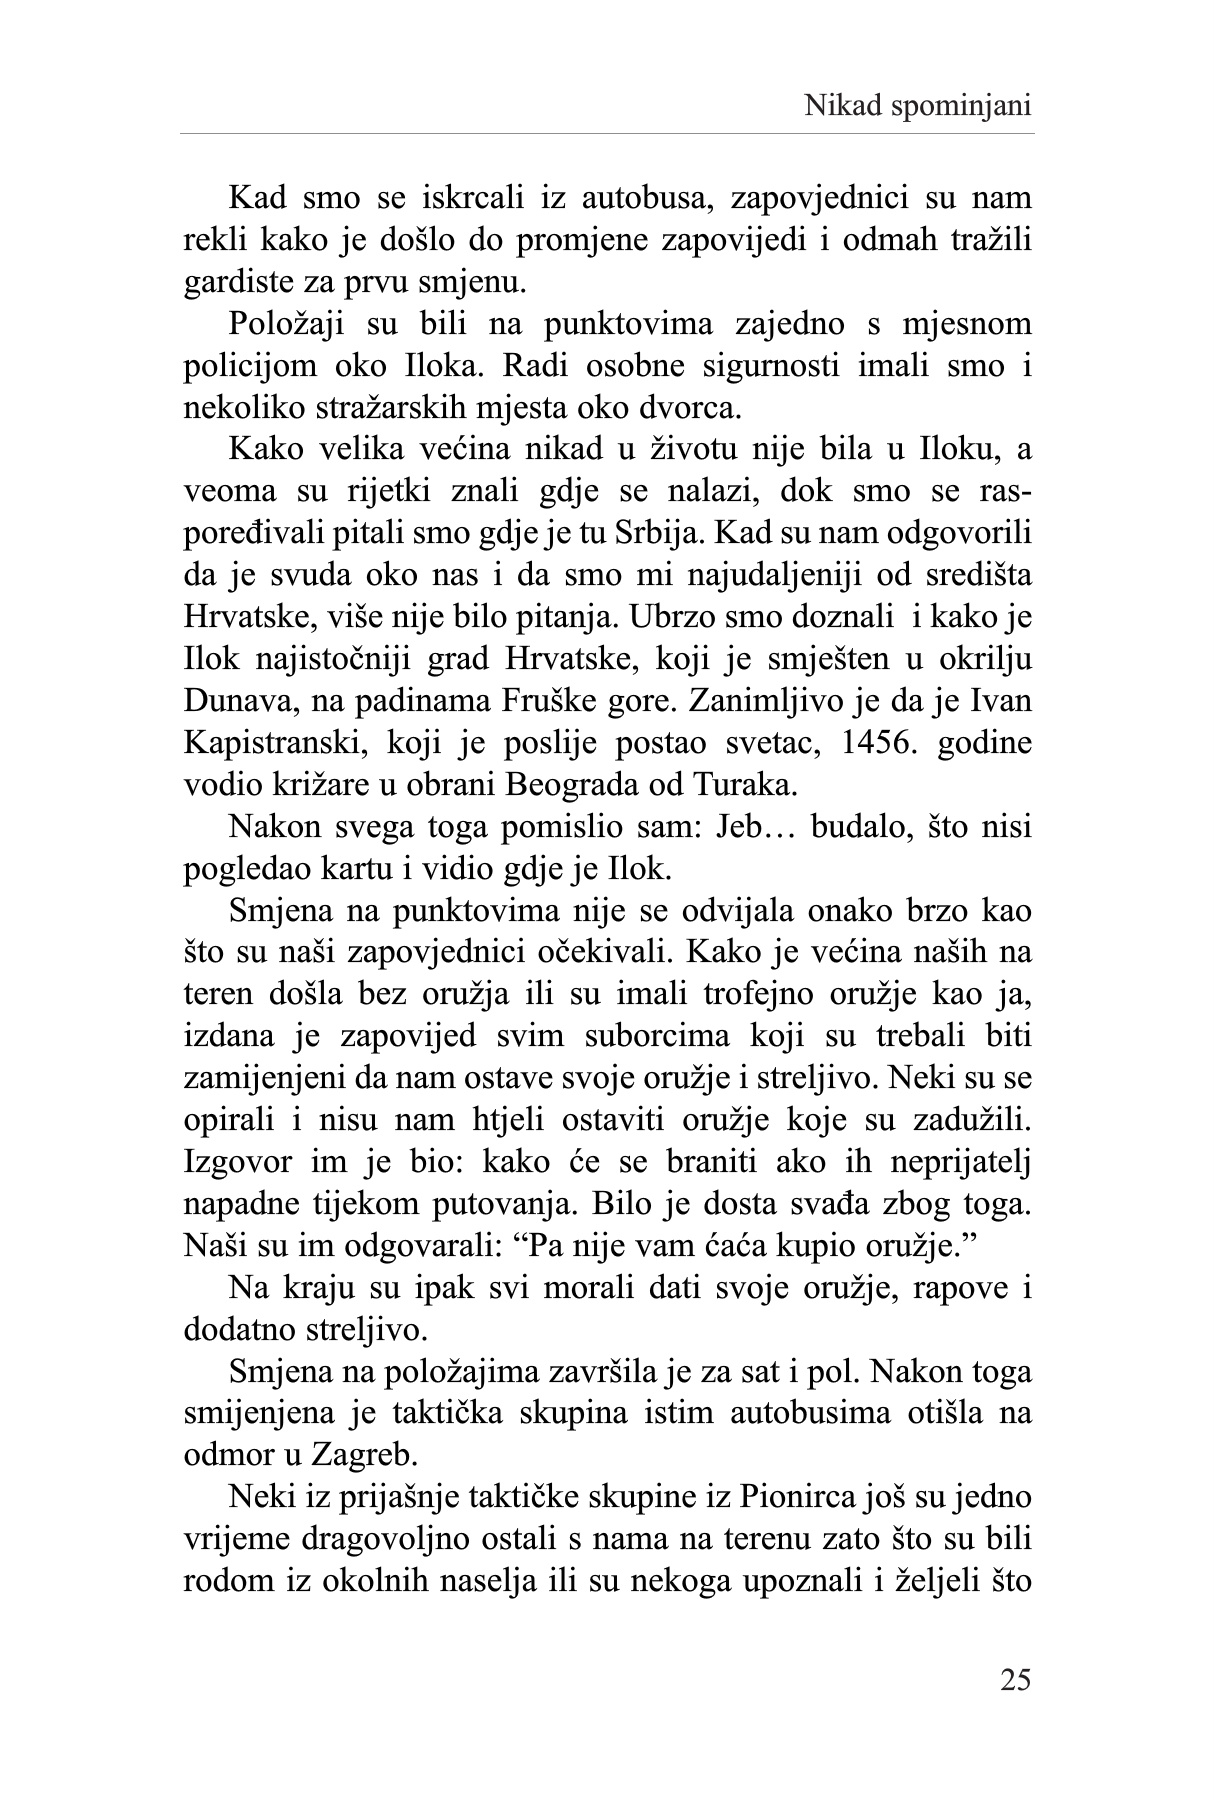 Nikad spominjani
Kad smo se iskrcali iz autobusa, zapovjednici su nam
rekli kako je došlo do promjene zapovijedi i odmah tražili
gardiste za prvu smjenu.
Položaji su bili na punktovima zajedno s mjesnom
policijom oko Iloka. Radi osobne sigurnosti imali smo i
nekoliko stražarskih mjesta oko dvorca.
Kako velika većina nikad u životu nije bila u Iloku, a
veoma su rijetki znali gdje se nalazi, dok smo se ras-
poređivali pitali smo gdje je tu Srbija. Kad su nam odgovorili
da je svuda oko nas i da smo mi najudaljeniji od središta
Hrvatske, više nije bilo pitanja. Ubrzo smo doznali  i kako je
Ilok najistočniji grad Hrvatske, koji je smješten u okrilju
Dunava, na padinama Fruške gore. Zanimljivo je da je Ivan
Kapistranski, koji je poslije postao svetac, 1456. godine
vodio križare u obrani Beograda od Turaka.
Nakon svega toga pomislio sam: Jeb… budalo, što nisi
pogledao kartu i vidio gdje je Ilok.
Smjena na punktovima nije se odvijala onako brzo kao
što su naši zapovjednici očekivali. Kako je većina naših na
teren došla bez oružja ili su imali trofejno oružje kao ja,
izdana je zapovijed svim suborcima koji su trebali biti
zamijenjeni da nam ostave svoje oružje i streljivo. Neki su se
opirali i nisu nam htjeli ostaviti oružje koje su zadužili.
Izgovor im je bio: kako će se braniti ako ih neprijatelj
napadne tijekom putovanja. Bilo je dosta svađa zbog toga.
Naši su im odgovarali: “Pa nije vam ćaća kupio oružje.”
Na kraju su ipak svi morali dati svoje oružje, rapove i
dodatno streljivo.
Smjena na položajima završila je za sat i pol. Nakon toga
smijenjena je taktička skupina istim autobusima otišla na
odmor u Zagreb.
Neki iz prijašnje taktičke skupine iz Pionirca još su jedno
vrijeme dragovoljno ostali s nama na terenu zato što su bili
rodom iz okolnih naselja ili su nekoga upoznali i željeli što
25